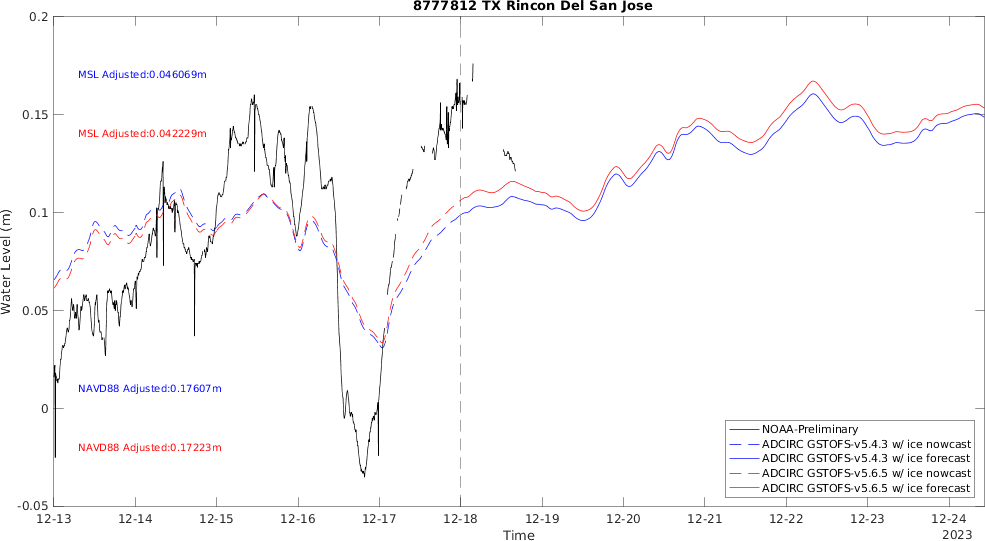 8777812 TX Rincon Del San Jose
0.2
0.15
0.1
0.05
0
-0.05
Water Level (m)
MSL Adjusted:0.046069m
MSL Adjusted:0.042229m
NAVD88 Adjusted:0.17607m
NAVD88 Adjusted:0.17223m
NOAA-Preliminary
ADCIRC GSTOFS-v5.4.3 w/ ice nowcast
ADCIRC GSTOFS-v5.4.3 w/ ice forecast
ADCIRC GSTOFS-v5.6.5 w/ ice nowcast
ADCIRC GSTOFS-v5.6.5 w/ ice forecast
12-13 12-14 12-15 12-16 12-17 12-18 12-19 12-20 12-21 12-22 12-23 12-24
Time
2023